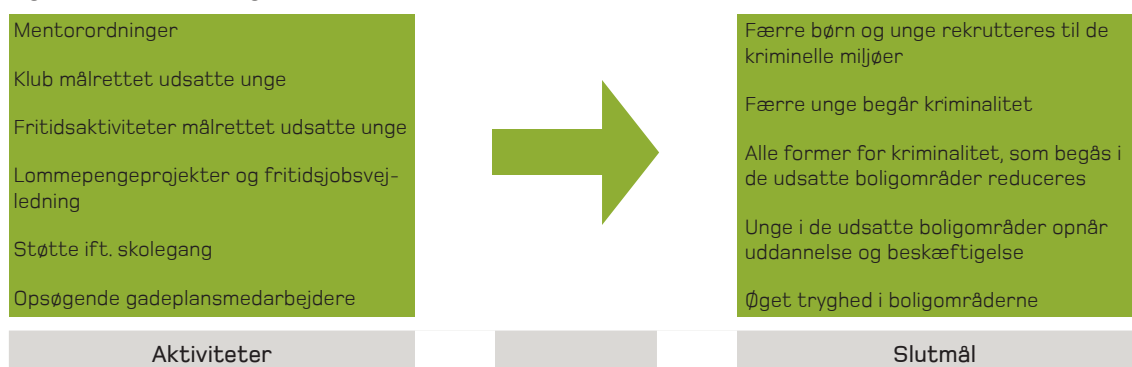 Mentorordninger
Klub målrettet udsatte unge
Fritidsaktiviteter målrettet udsatte unge
Lommepengeprojekter og fritidsjobsvej-
ledning
Støtte ift. skolegang
Opsøgende gadeplansmedarbejdere
Aktiviteter
Færre børn og unge rekrutteres til de
kriminelle miljøer
Færre unge begår kriminalitet
Alle former for kriminalitet, som begås i
de udsatte boligområder reduceres
Unge i de udsatte boligområder opnår
uddannelse og beskæftigelse
Øget tryghed i boligområderne
Slutmål